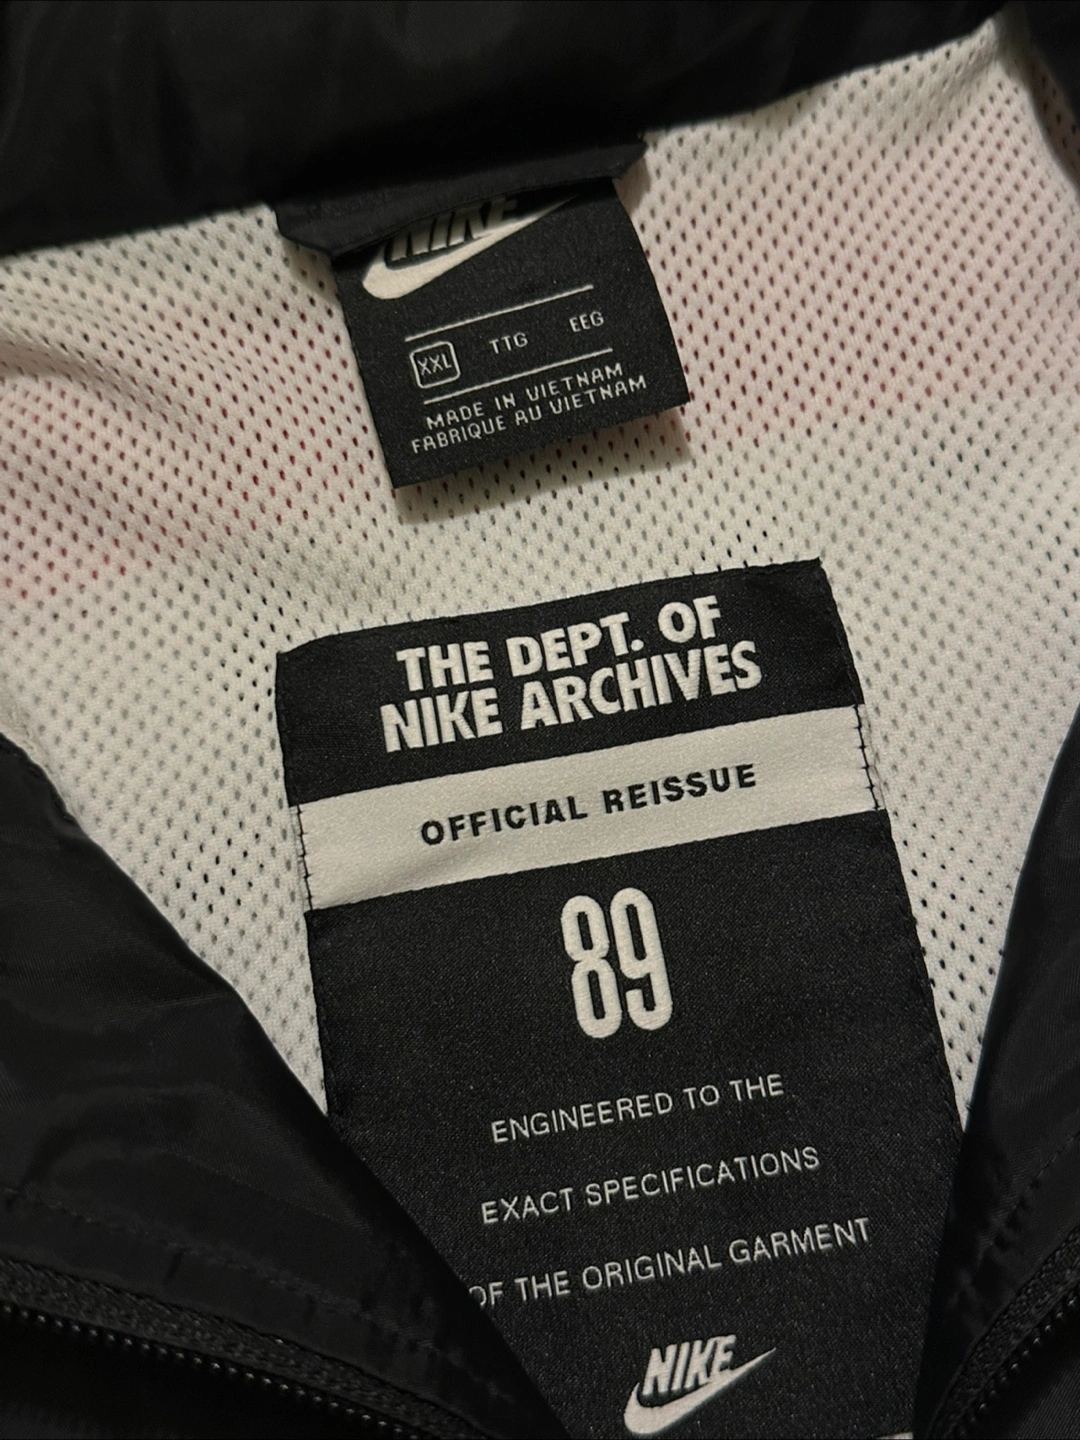 NIKE
XXL TTG EEG
MADE IN VIETNAM
FABRIQUE AU VIETNAM
THE DEPT. OF
NIKE ARCHIVES
OFFICIAL REISSUE
89
ENGINEERED TO THE
EXACT SPECIFICATIONS
OF THE ORIGINAL GARMENT
NIKE